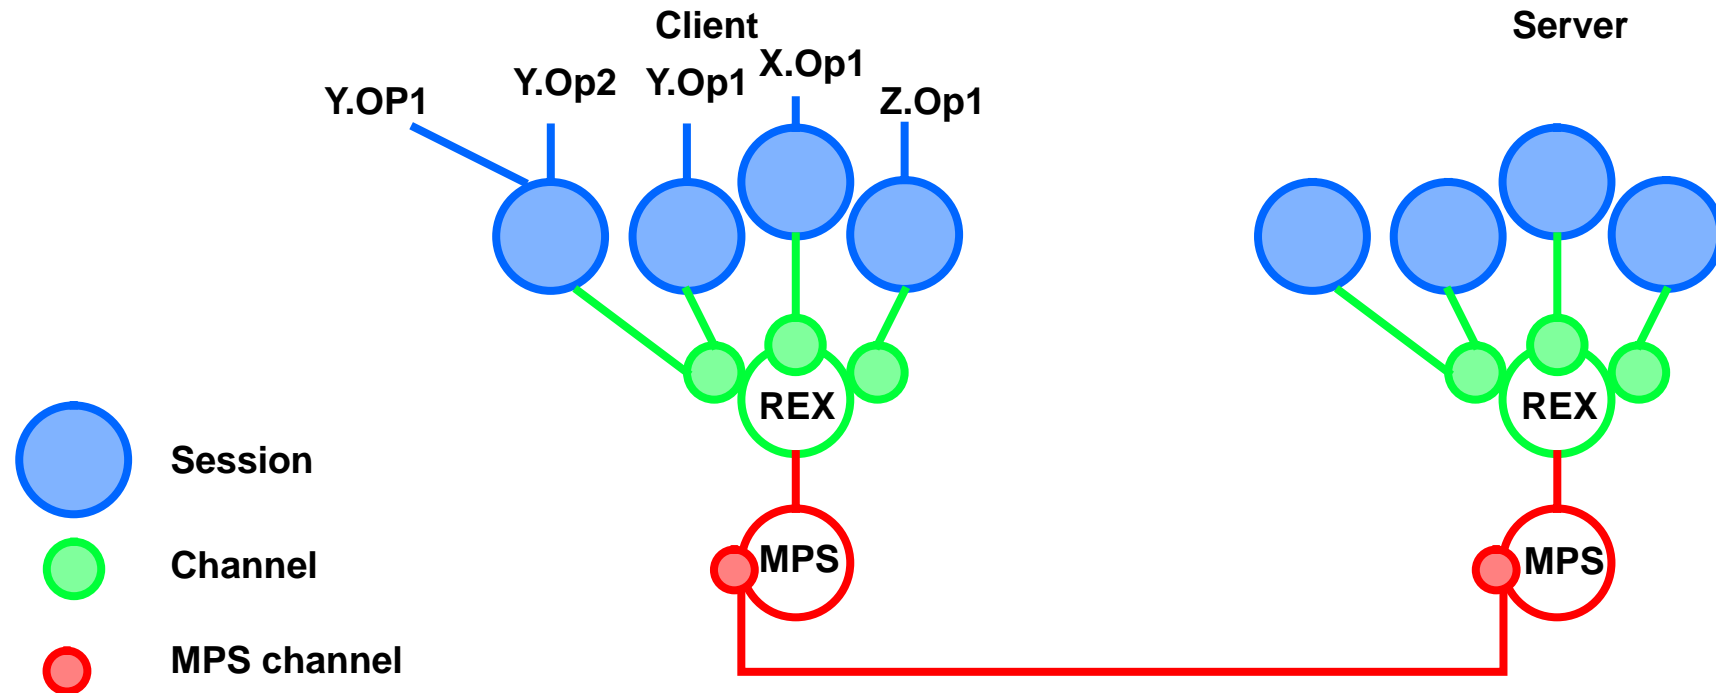 Client
Server
Y.OP1
Y.Op2
Y.Op1
X.Op1
Z.Op1
REX
REX
Session
MPS
MPS
Channel
MPS channel